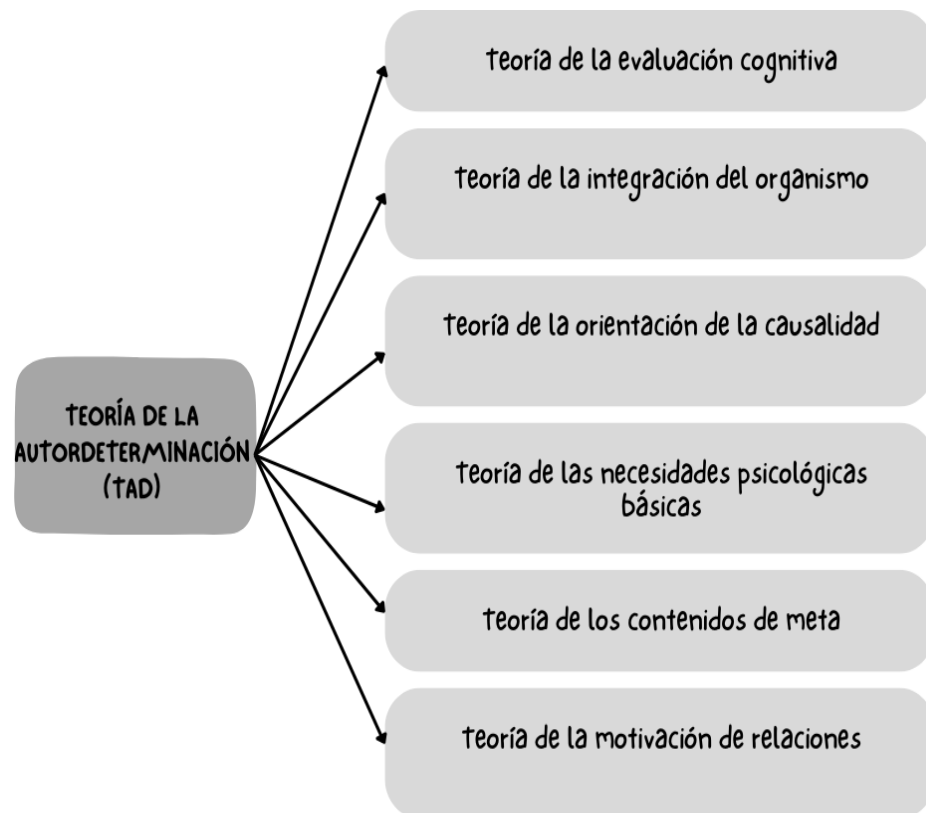 Teoría de la evaluación cognitiva
Teoría de la integración del organismo
Teoría de la orientación de la causalidad
TEORÍA DE LA
AUTORDETERMINACIÓN
(TAD)
Teoría de las necesidades psicológicas
básicas
Teoría de los contenidos de meta
Teoría de la motivación de relaciones